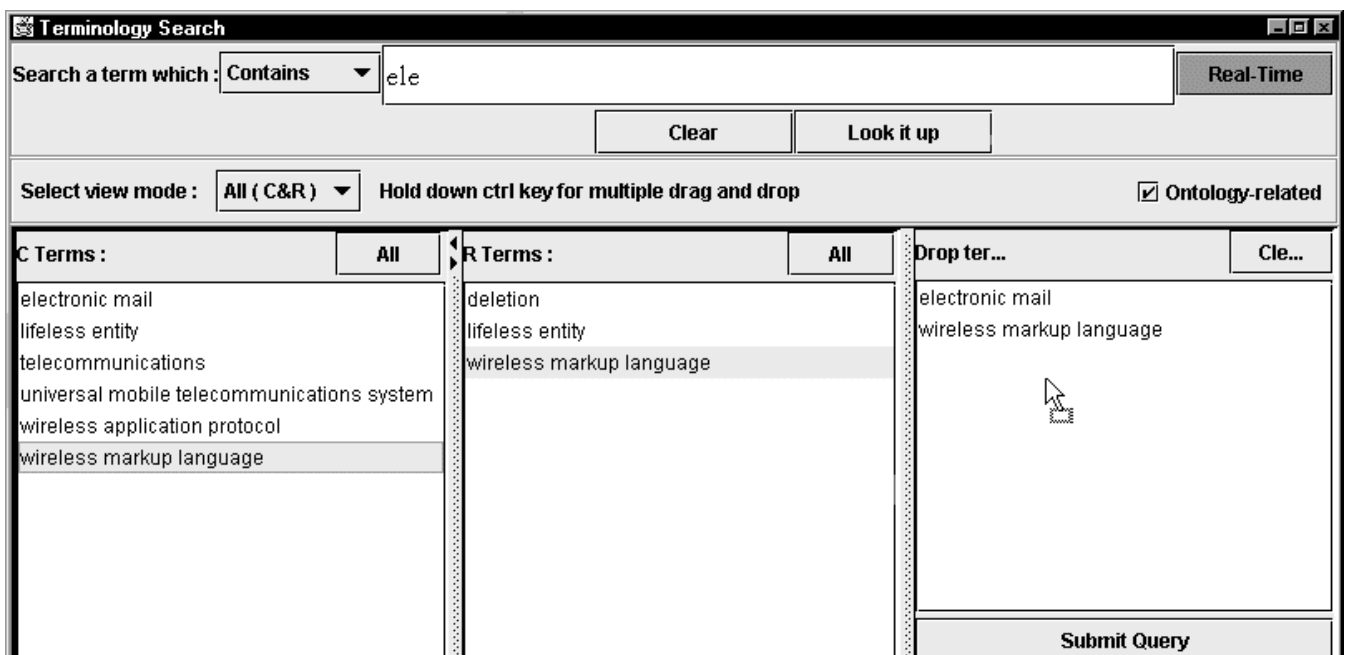 Terminology Search
Search a term which : Contains ele Real-Time
Clear Look it up
Select view mode : All ( C&R ) Hold down ctrl key for multiple drag and drop Ontology-related
C Terms : All
electronic mail
lifeless entity
telecommunications
universal mobile telecommunications system
wireless application protocol
wireless markup language
R Terms : All
deletion
lifeless entity
wireless markup language
Drop ter... Cle...
electronic mail
wireless markup language
Submit Query